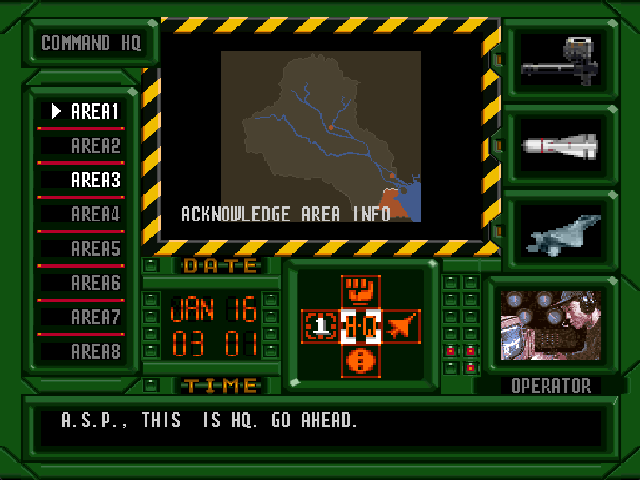 COMMAND HQ
AREA1
AREA2
AREA3
AREA4
AREA5
AREA6
AREA7
AREA8
ACKNOWLEDGE AREA INFO
DATE
JAN 16
03 01
TIME
1
H·Q
OPERATOR
A.S.P., THIS IS HQ. GO AHEAD.